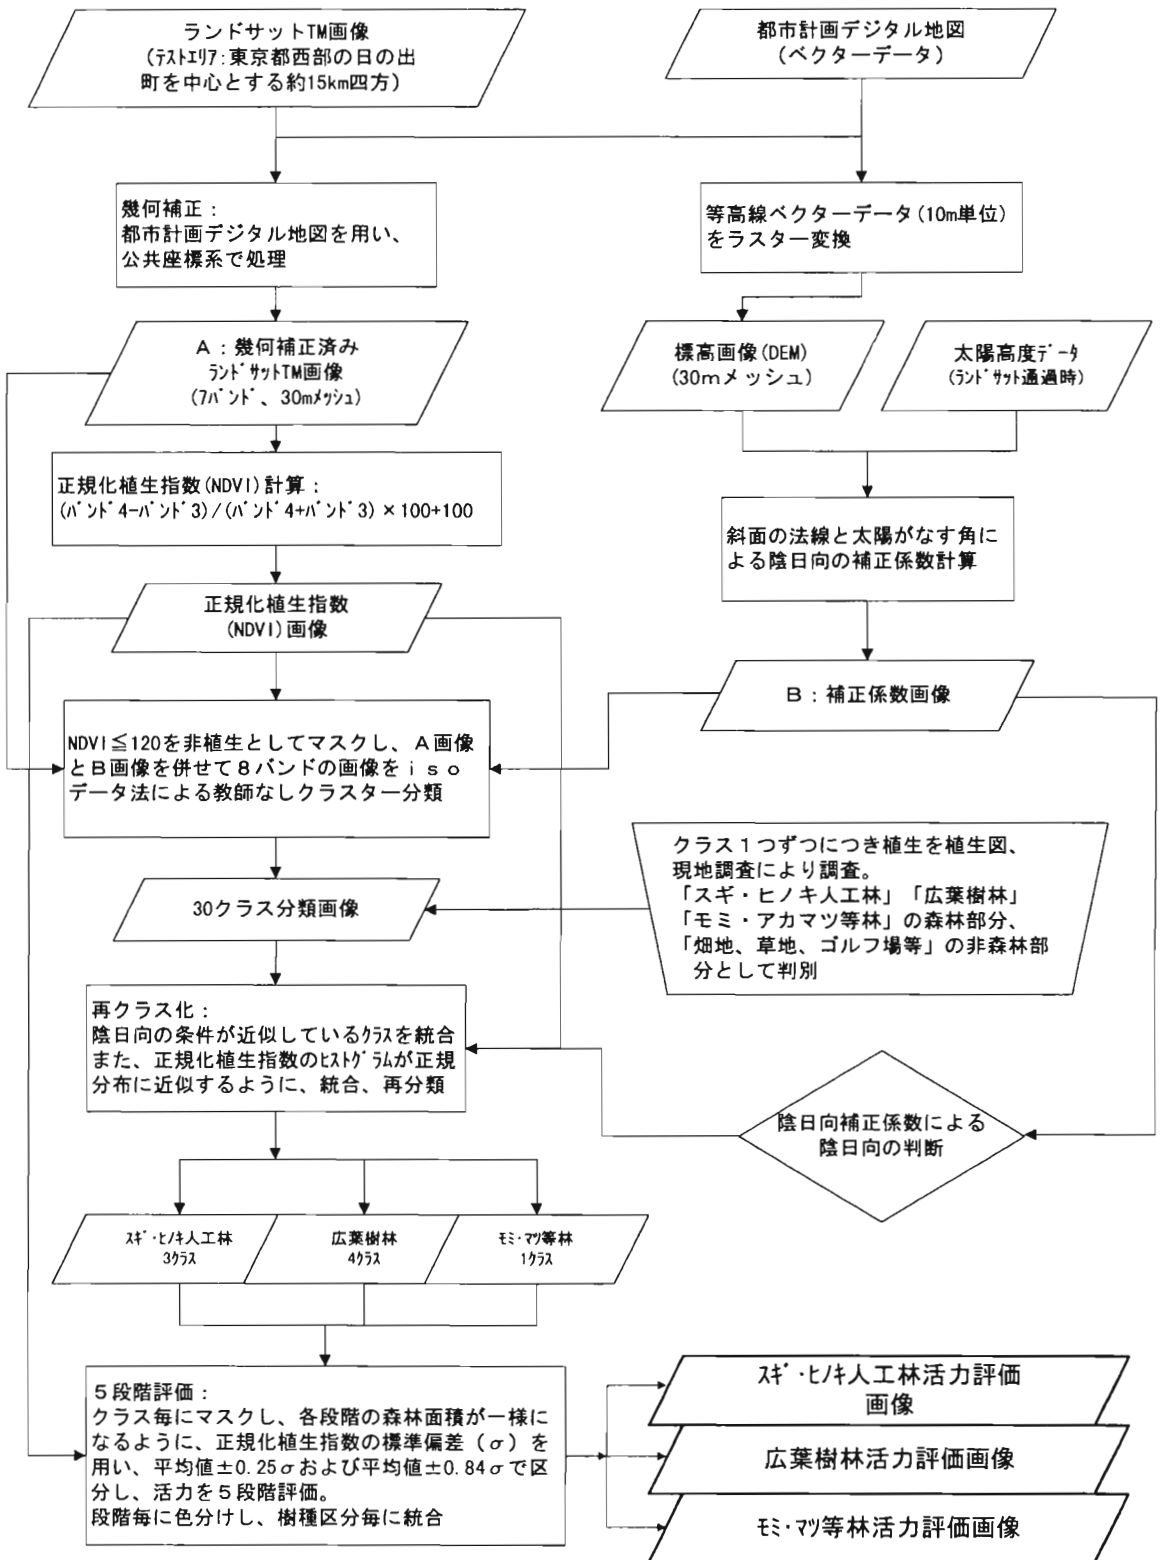 ランドサットTM画像
(ﾃｽﾄｴﾘｱ:東京都西部の日の出
町を中心とする約15km四方)
都市計画デジタル地図
(ベクターデータ)
幾何補正：
都市計画デジタル地図を用い、
公共座標系で処理
等高線ベクターデータ(10m単位)
をラスター変換
A：幾何補正済み
ﾗﾝﾄﾞｻｯﾄTM画像
(7ﾊﾞﾝﾄﾞ、30mﾒｯｼｭ)
標高画像(DEM)
(30mメッシュ)
太陽高度ﾃﾞｰﾀ
(ﾗﾝﾄﾞｻｯﾄ通過時)
正規化植生指数(NDVI)計算：
(ﾊﾞﾝﾄﾞ4-ﾊﾞﾝﾄﾞ3)/(ﾊﾞﾝﾄﾞ4+ﾊﾞﾝﾄﾞ3)×100+100
斜面の法線と太陽がなす角に
よる陰日向の補正係数計算
正規化植生指数
(NDVI)画像
B：補正係数画像
NDVI≦120を非植生としてマスクし、A画像
とB画像を併せて８バンドの画像をｉｓｏ
データ法による教師なしクラスター分類
クラス１つずつにつき植生を植生図、
現地調査により調査。
「スギ・ヒノキ人工林」「広葉樹林」
「モミ・アカマツ等林」の森林部分、
「畑地、草地、ゴルフ場等」の非森林部
分として判別
30クラス分類画像
再クラス化：
陰日向の条件が近似しているｸﾗｽを統合
また、正規化植生指数のﾋｽﾄｸﾞﾗﾑが正規
分布に近似するように、統合、再分類
陰日向補正係数による
陰日向の判断
ｽｷﾞ･ﾋﾉｷ人工林
3ｸﾗｽ
広葉樹林
4ｸﾗｽ
ﾓﾐ･ﾏﾂ等林
1ｸﾗｽ
５段階評価：
クラス毎にマスクし、各段階の森林面積が一様に
なるように、正規化植生指数の標準偏差（σ）を
用い、平均値±0.25σおよび平均値±0.84σで区
分し、活力を５段階評価。
段階毎に色分けし、樹種区分毎に統合
ｽｷﾞ･ﾋﾉｷ人工林活力評価
画像
広葉樹林活力評価画像
ﾓﾐ･ﾏﾂ等林活力評価画像